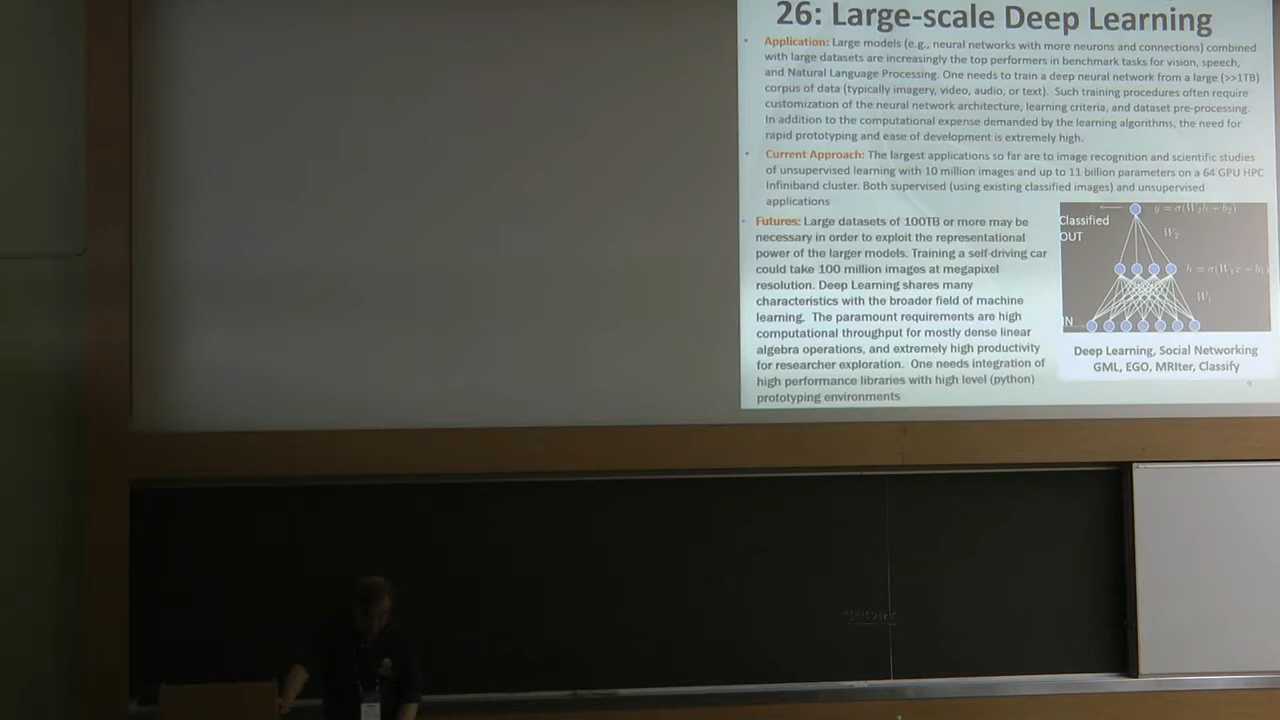 26: Large-scale Deep Learning
• Application: Large models (e.g., neural networks with more neurons and connections) combined
with large datasets are increasingly the top performers in benchmark tasks for vision, speech,
and Natural Language Processing. One needs to train a deep neural network from a large (>>1TB)
corpus of data (typically imagery, video, audio, or text). Such training procedures often require
customization of the neural network architecture, learning criteria, and dataset pre-processing.
In addition to the computational expense demanded by the learning algorithms, the need for
rapid prototyping and ease of development is extremely high.
• Current Approach: The largest applications so far are to image recognition and scientific studies
of unsupervised learning with 10 million images and up to 11 billion parameters on a 64 GPU HPC
Infiniband cluster. Both supervised (using existing classified images) and unsupervised
applications
• Futures: Large datasets of 100TB or more may be
necessary in order to exploit the representational
power of the larger models. Training a self-driving car
could take 100 million images at megapixel
resolution. Deep Learning shares many
characteristics with the broader field of machine
learning. The paramount requirements are high
computational throughput for mostly dense linear
algebra operations, and extremely high productivity
for researcher exploration. One needs integration of
high performance libraries with high level (python)
prototyping environments
Classified
OUT
y = σ(W₂h + b₂)
W₂
h = σ(W₁x + b₁)
W₁
IN
Deep Learning, Social Networking
GML, EGO, MRIter, Classify
9